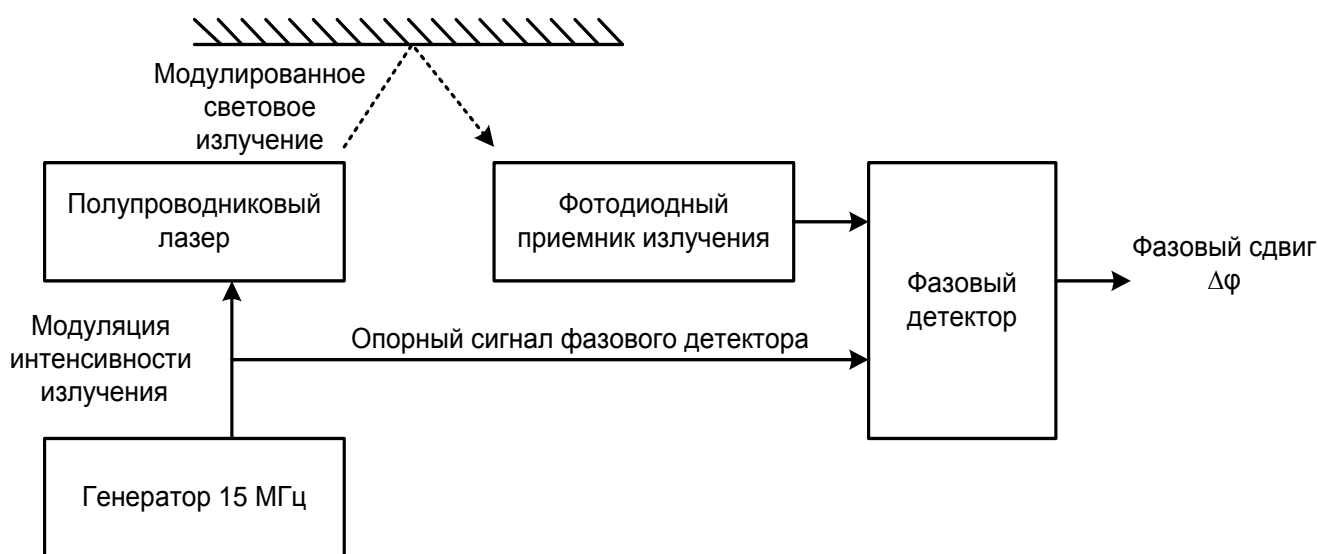 Модулированное
световое
излучение
Полупроводниковый
лазер
Фотодиодный
приемник излучения
Фазовый
детектор
Фазовый сдвиг
Δφ
Модуляция
интенсивности
излучения
Опорный сигнал фазового детектора
Генератор 15 МГц